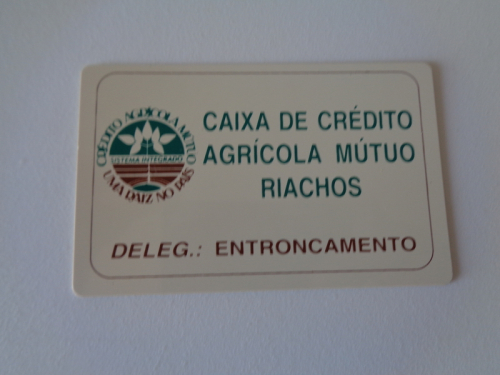 CRÉDITO AGRÍCOLA MÚTUO
SISTEMA INTEGRADO
UMA RAIZ NO PAÍS
CAIXA DE CRÉDITO
AGRÍCOLA MÚTUO
RIACHOS
DELEG.: ENTRONCAMENTO